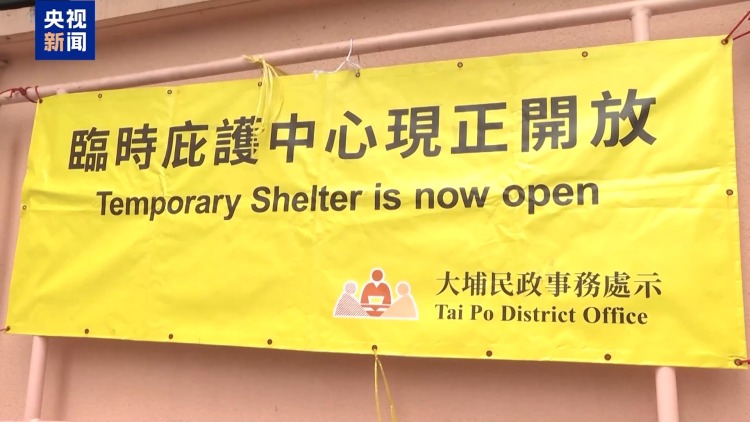 央视
新闻
臨時庇護中心現正開放
Temporary Shelter is now open
大埔民政事務處示
Tai Po District Office